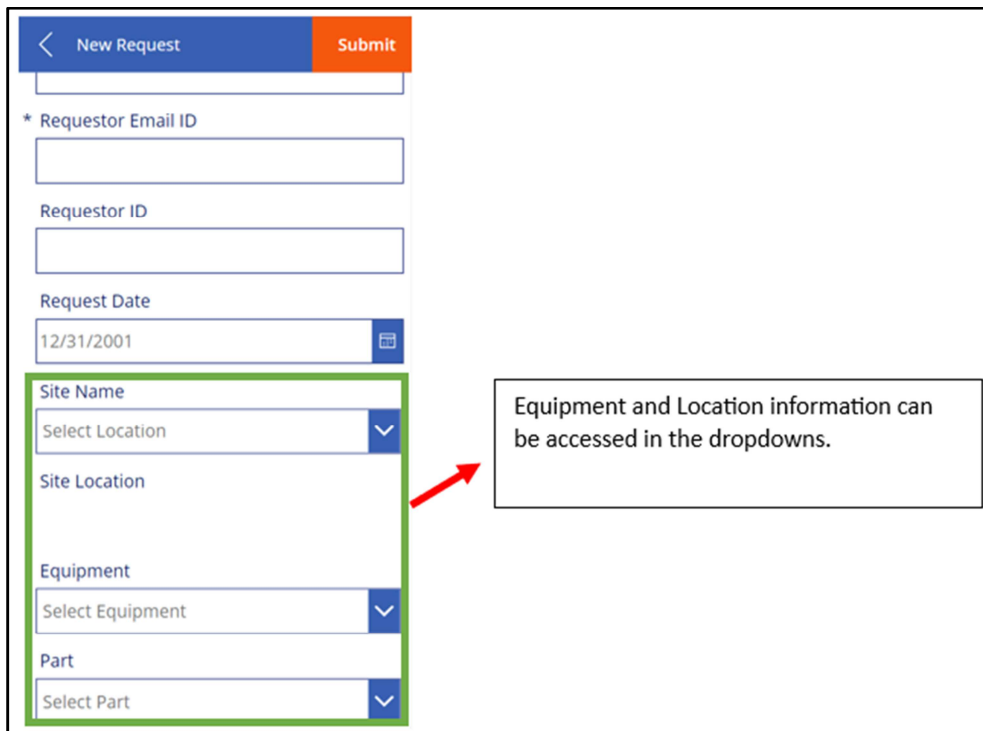 New Request
Submit
* Requestor Email ID
Requestor ID
Request Date
12/31/2001
Site Name
Select Location
Site Location
Equipment
Select Equipment
Part
Select Part
Equipment and Location information can
be accessed in the dropdowns.